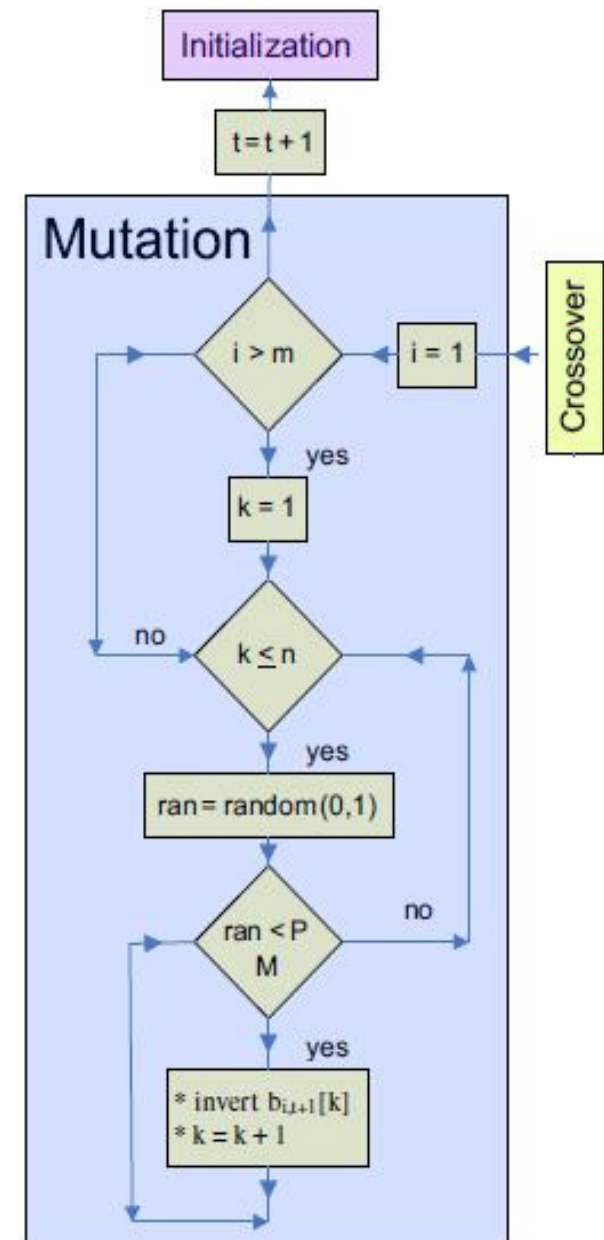 Initialization
t = t + 1
Mutation
i > m
i = 1
Crossover
yes
k = 1
no
k ≤ n
yes
ran = random (0,1)
ran < P
M
no
yes
* invert bi,t+1[k]
* k = k + 1